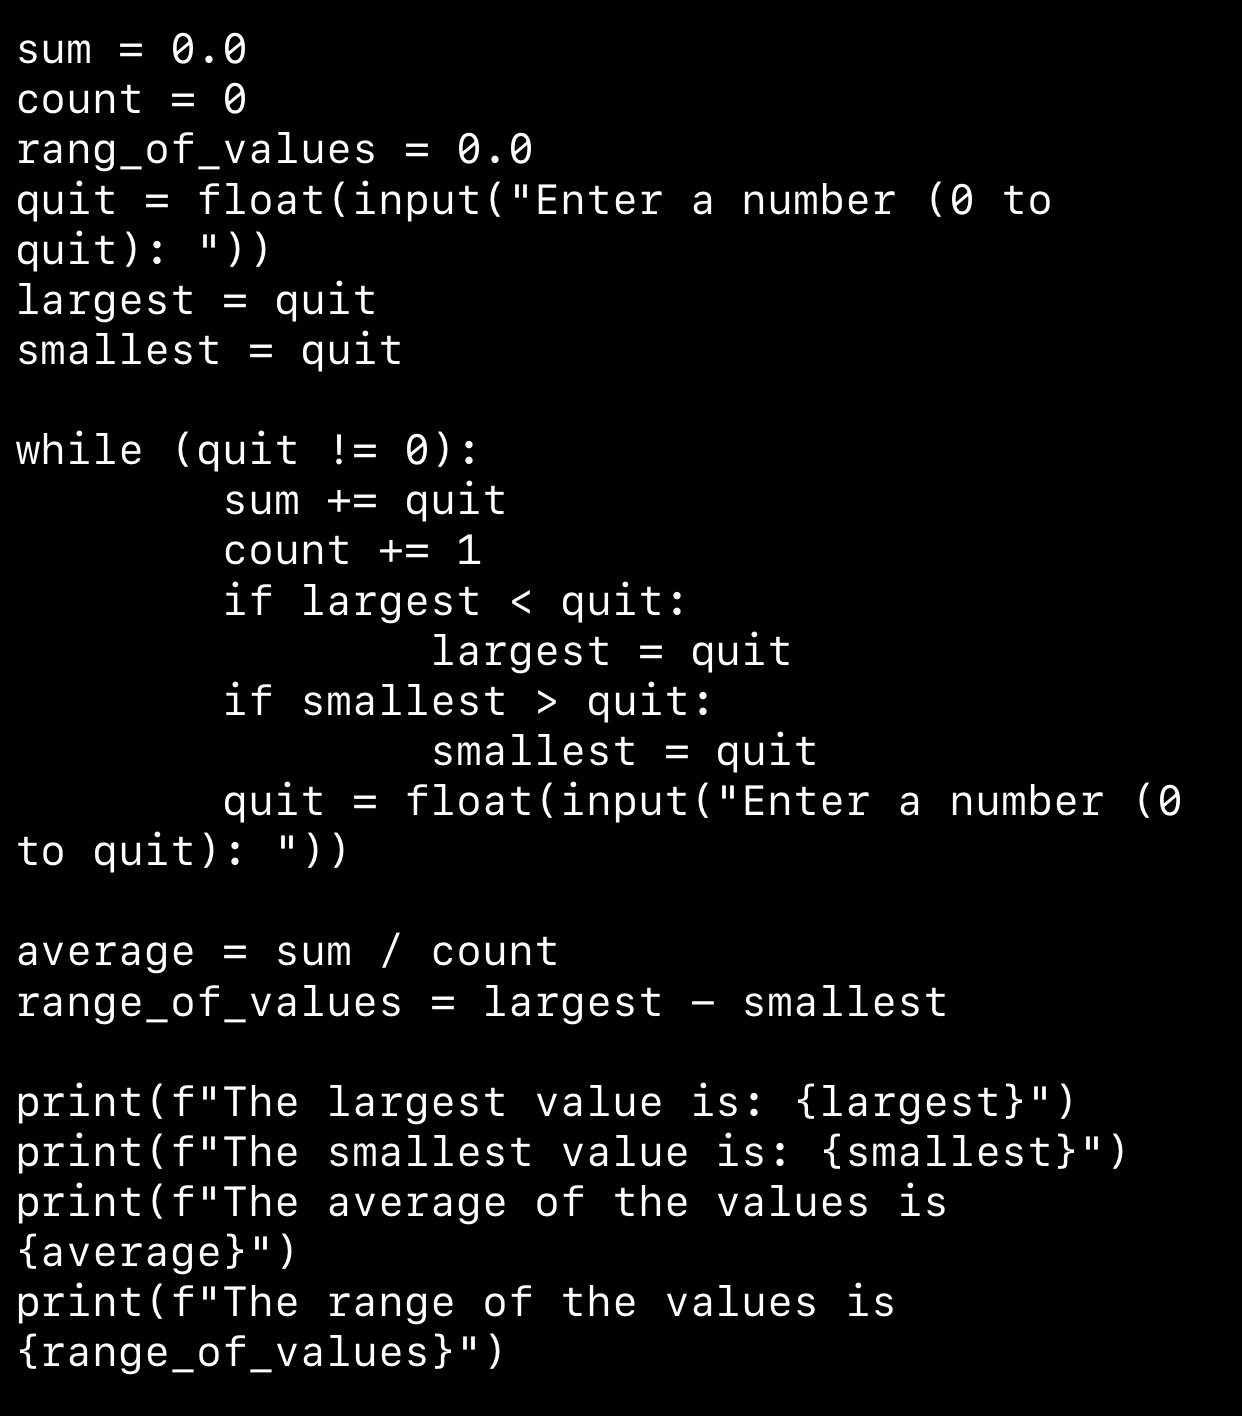 sum = 0.0
count = 0
rang_of_values = 0.0
quit = float(input("Enter a number (0 to
quit): "))
largest = quit
smallest = quit

while (quit != 0):
        sum += quit
        count += 1
        if largest < quit:
                largest = quit
        if smallest > quit:
                smallest = quit
        quit = float(input("Enter a number (0
to quit): "))

average = sum / count
range_of_values = largest – smallest

print(f"The largest value is: {largest}")
print(f"The smallest value is: {smallest}")
print(f"The average of the values is
{average}")
print(f"The range of the values is
{range_of_values}")